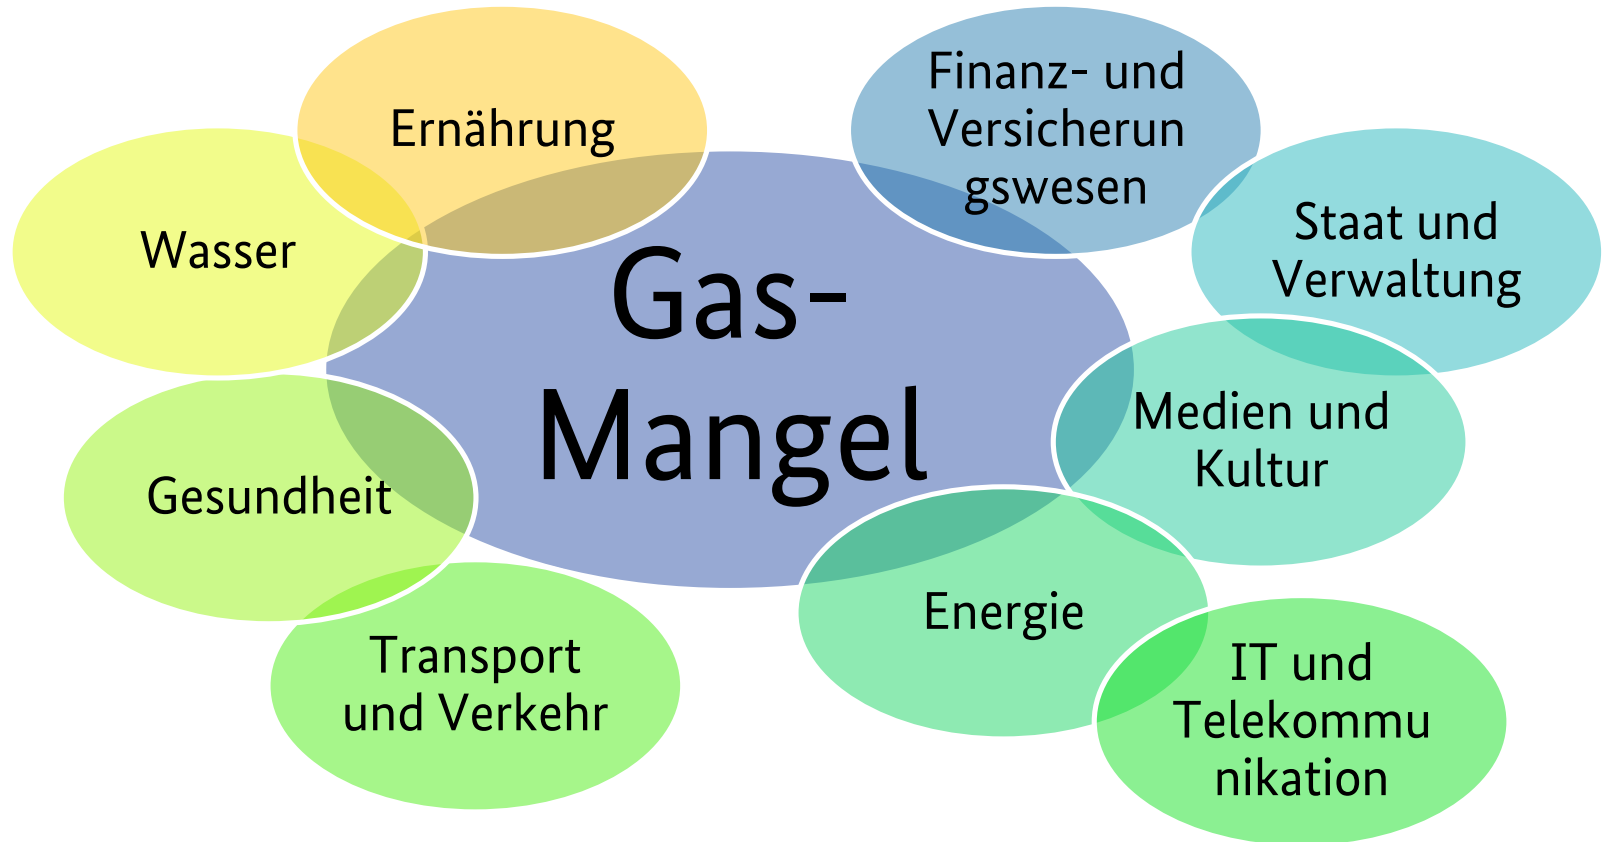 Ernährung
Finanz- und
Versicherun
gswesen
Wasser
Staat und
Verwaltung
Gas-
Mangel
Medien und
Kultur
Gesundheit
Energie
Transport
und Verkehr
IT und
Telekommu
nikation